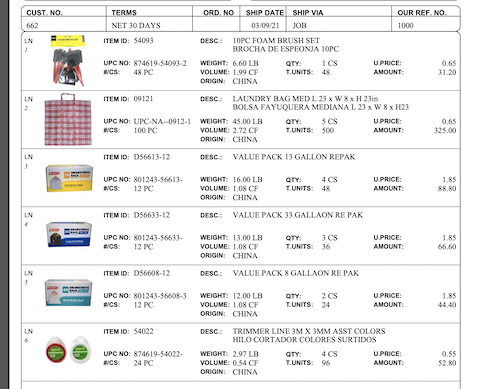 CUST. NO. TERMS ORD. NO SHIP DATE SHIP VIA OUR REF. NO.
662 NET 30 DAYS 03/09/21 JOB 1000
LN ITEM ID: 54093 DESC.: 10PC FOAM BRUSH SET
1 BROCHA DE ESPEONJA 10PC
UPC NO: 874619-54093-2 WEIGHT: 6.60 LB QTY: 1 CS U.PRICE: 0.65
#/CS: 48 PC VOLUME: 1.99 CF T.UNITS: 48 AMOUNT: 31.20
ORIGIN: CHINA
LN ITEM ID: 09121 DESC.: LAUNDRY BAG MED L 23 x W 8 x H 23in
2 BOLSA FAYUQUERA MEDIANA L 23 x W 8 x H23
UPC NO: UPC-NA--0912-1 WEIGHT: 45.00 LB QTY: 5 CS U.PRICE: 0.65
#/CS: 100 PC VOLUME: 2.72 CF T.UNITS: 500 AMOUNT: 325.00
ORIGIN: CHINA
LN ITEM ID: D56613-12 DESC.: VALUE PACK 13 GALLON REPAK
3
UPC NO: 801243-56613- WEIGHT: 16.00 LB QTY: 4 CS U.PRICE: 1.85
#/CS: 12 PC VOLUME: 1.08 CF T.UNITS: 48 AMOUNT: 88.80
ORIGIN: CHINA
LN ITEM ID: D56633-12 DESC.: VALUE PACK 33 GALLAON RE PAK
4
UPC NO: 801243-56633- WEIGHT: 13.00 LB QTY: 3 CS U.PRICE: 1.85
#/CS: 12 PC VOLUME: 1.08 CF T.UNITS: 36 AMOUNT: 66.60
ORIGIN: CHINA
LN ITEM ID: D56608-12 DESC.: VALUE PACK 8 GALLAON RE PAK
5
UPC NO: 801243-56608-3 WEIGHT: 12.00 LB QTY: 2 CS U.PRICE: 1.85
#/CS: 12 PC VOLUME: 1.08 CF T.UNITS: 24 AMOUNT: 44.40
ORIGIN: CHINA
LN ITEM ID: 54022 DESC.: TRIMMER LINE 3M X 3MM ASST COLORS
6 HILO CORTADOR COLORES SURTIDOS
UPC NO: 874619-54022- WEIGHT: 2.97 LB QTY: 4 CS U.PRICE: 0.55
#/CS: 24 PC VOLUME: 0.54 CF T.UNITS: 96 AMOUNT: 52.80
ORIGIN: CHINA